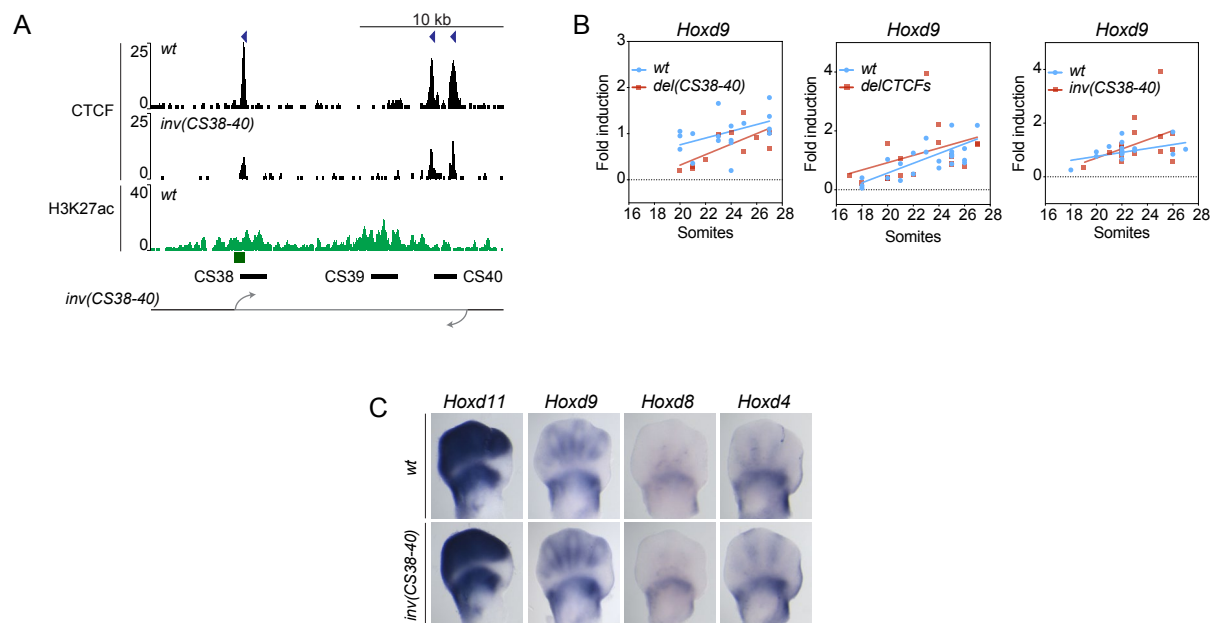 A
10 kb
25
wt
CTCF
0
25
inv(CS38-40)
0
40
wt
H3K27ac
0
CS38
CS39
CS40
inv(CS38-40)
B
Hoxd9
3
wt
del(CS38-40)
2
1
0
Fold induction
16 18 20 22 24 26 28
Somites
Hoxd9
wt
delCTCFs
4
2
0
Fold induction
16 18 20 22 24 26 28
Somites
Hoxd9
wt
inv(CS38-40)
4
2
0
Fold induction
16 18 20 22 24 26 28
Somites
C
Hoxd11 Hoxd9 Hoxd8 Hoxd4
wt
inv(CS38-40)